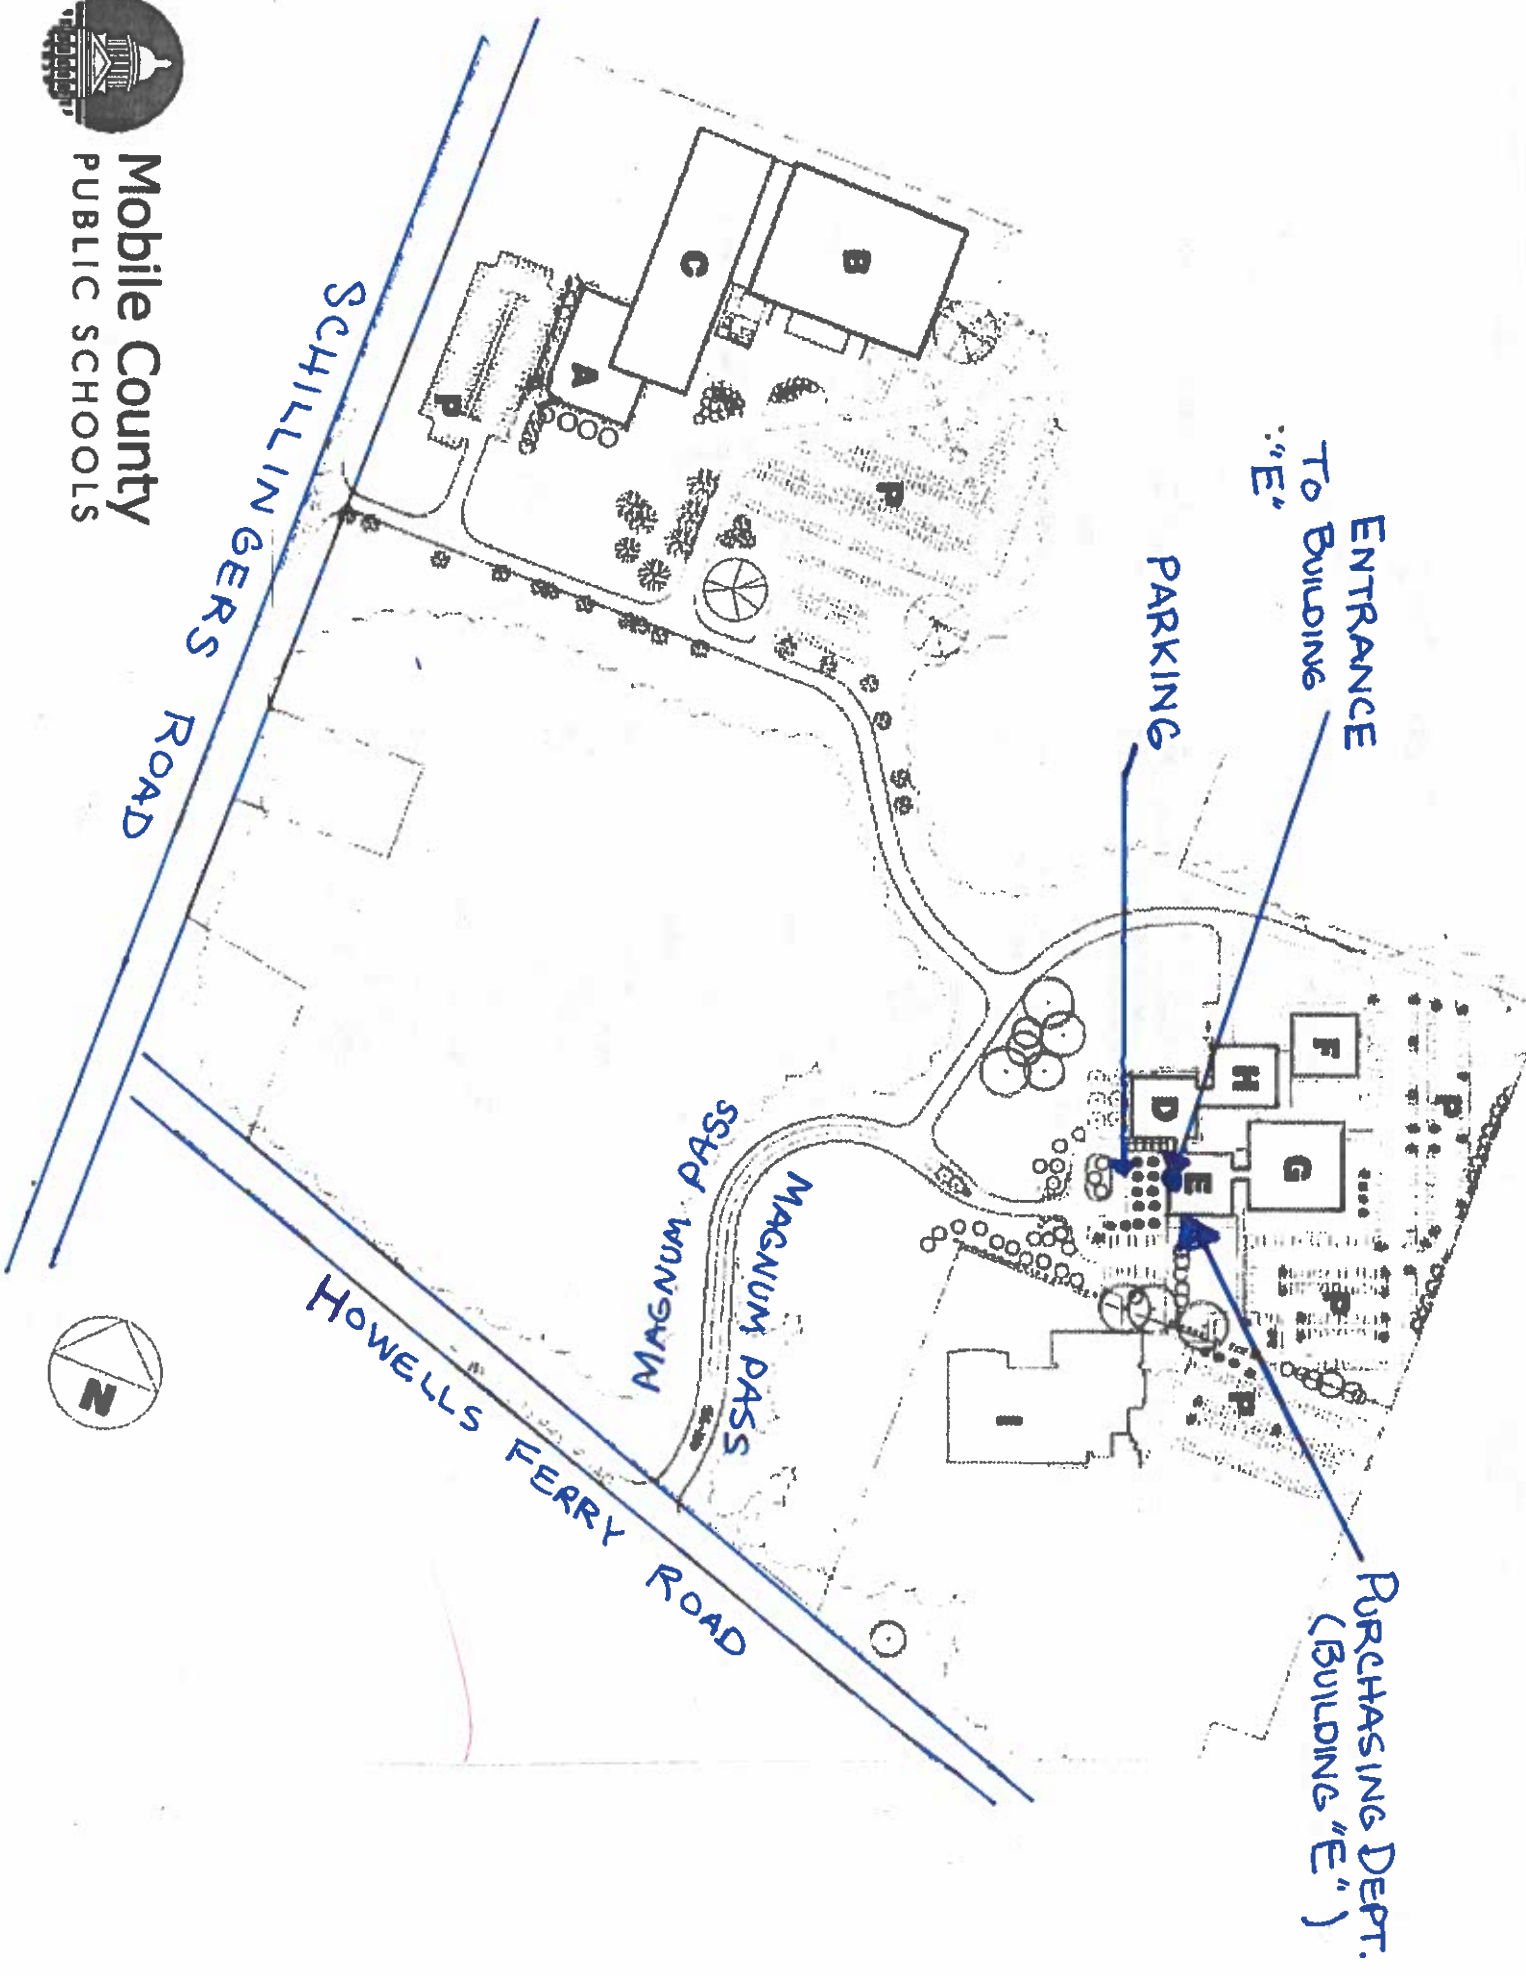 ENTRANCE
TO BUILDING
"E"
PARKING
PURCHASING DEPT.
(BUILDING "E")
F
H
D
G
E
P
P
P
I
B
C
A
P
P
MAGNUM PASS
MAGNUM PASS
SCHILLINGERS ROAD
HOWELLS FERRY ROAD
Mobile County
PUBLIC SCHOOLS
N